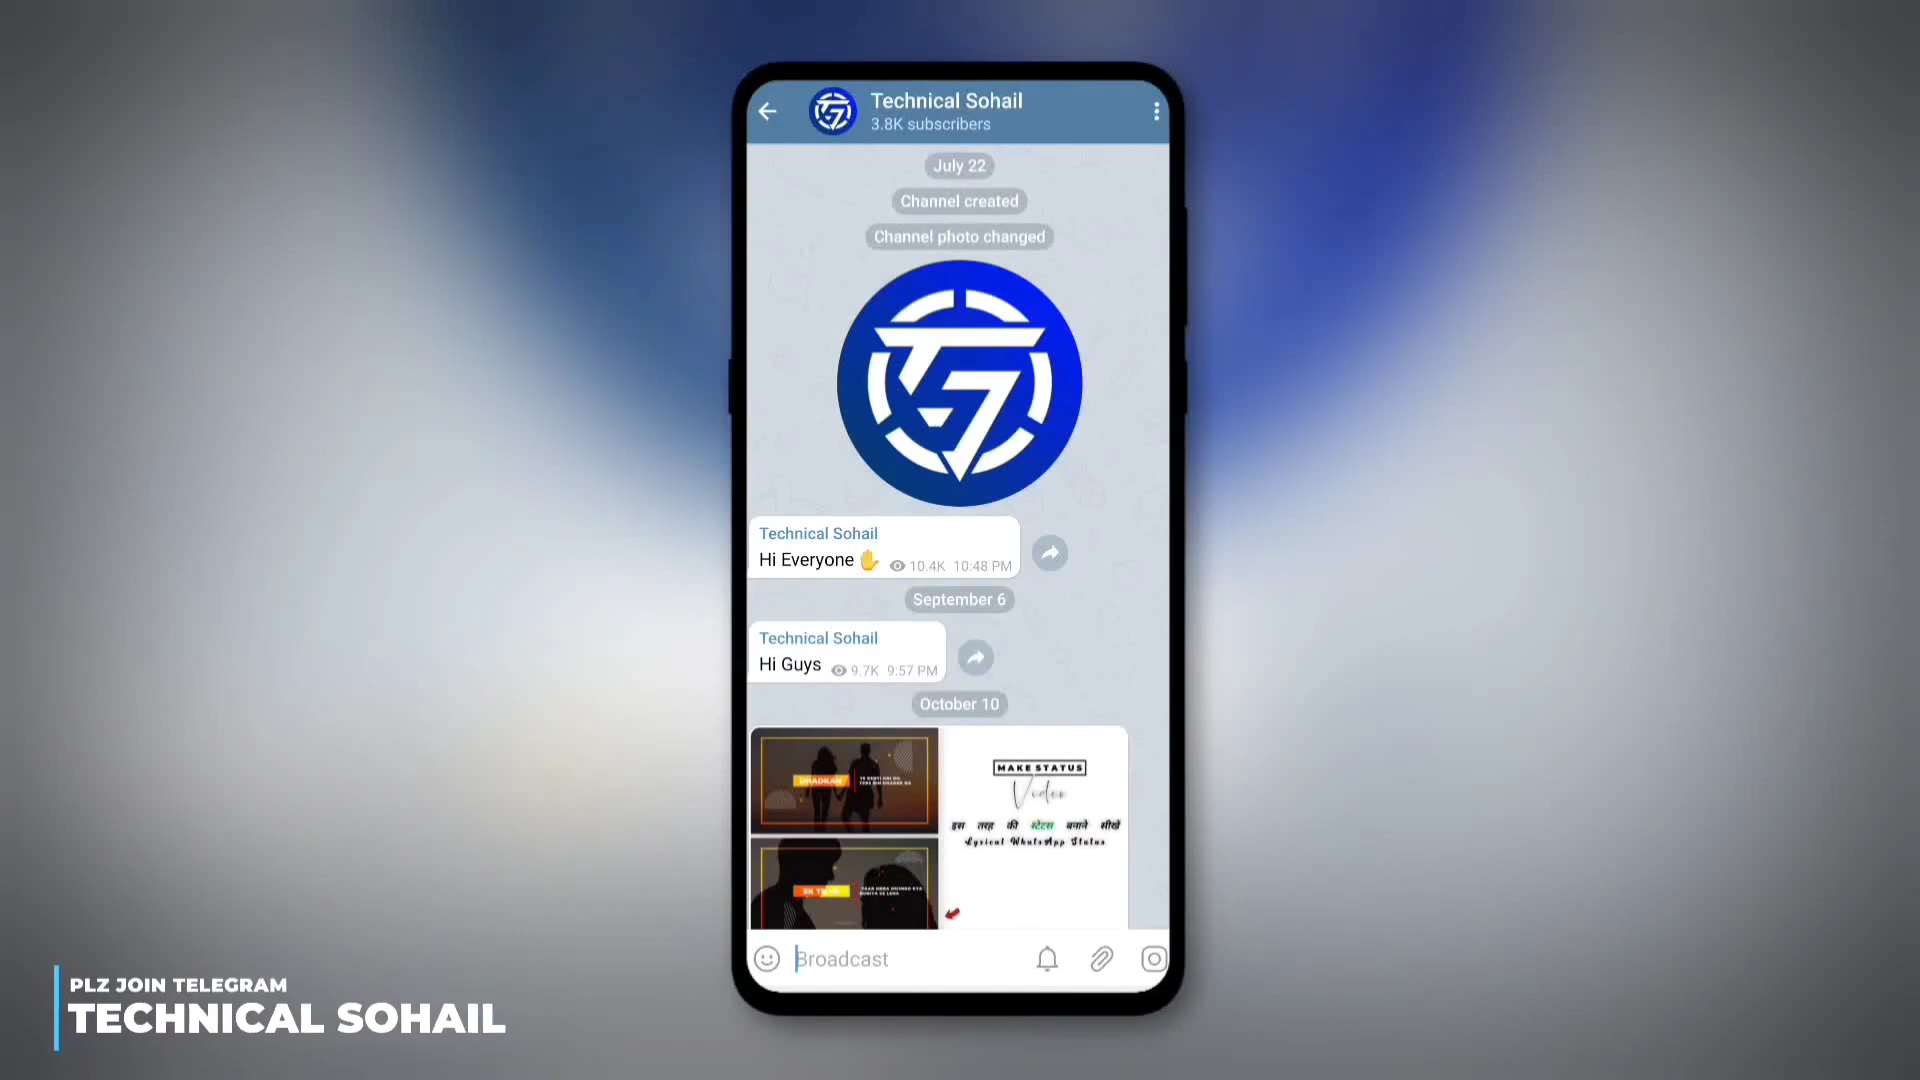 Technical Sohail
3.8K subscribers
July 22
Channel created
Channel photo changed
Technical Sohail
Hi Everyone ✋ 10.4K 10:48 PM
September 6
Technical Sohail
Hi Guys 9.7K 9:57 PM
October 10
DHADKAN
MAKE STATUS
Video
इस तरह की स्टेटस बनाने सीखें
Lyrical WhatsApp Status
Broadcast
PLZ JOIN TELEGRAM
TECHNICAL SOHAIL